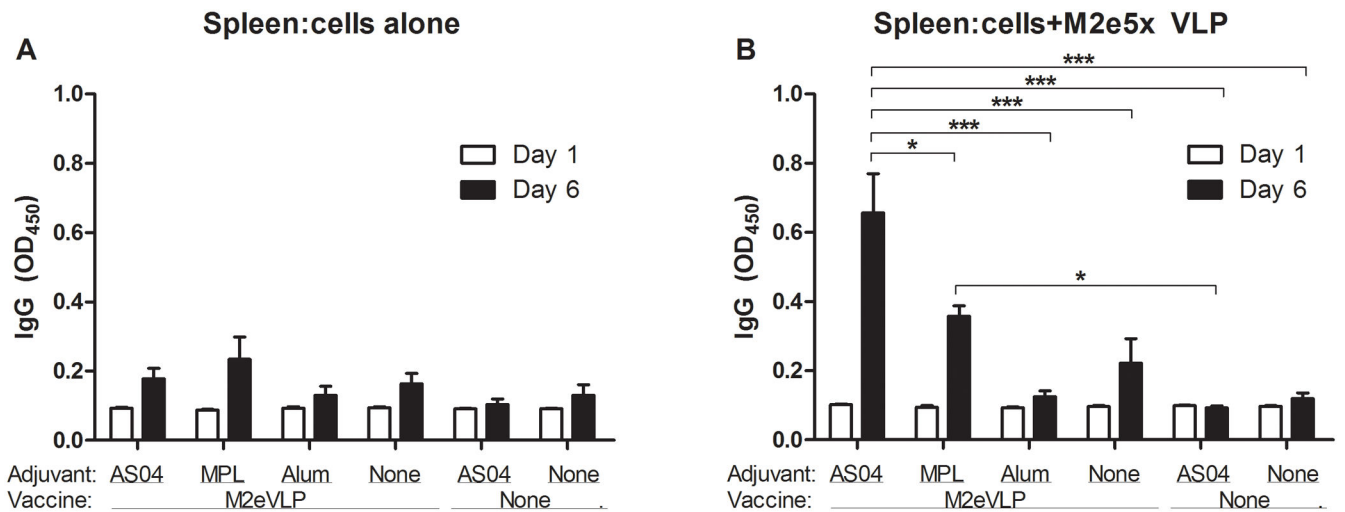 Spleen:cells alone
A
1.0
0.8
0.6
0.4
0.2
0.0
IgG (OD450)
Day 1
Day 6
Adjuvant: AS04 MPL Alum None AS04 None
Vaccine: M2eVLP None .
Spleen:cells+M2e5x VLP
B
***
***
***
***
*
*
1.0
0.8
0.6
0.4
0.2
0.0
IgG (OD450)
Day 1
Day 6
Adjuvant: AS04 MPL Alum None AS04 None
Vaccine: M2eVLP None .